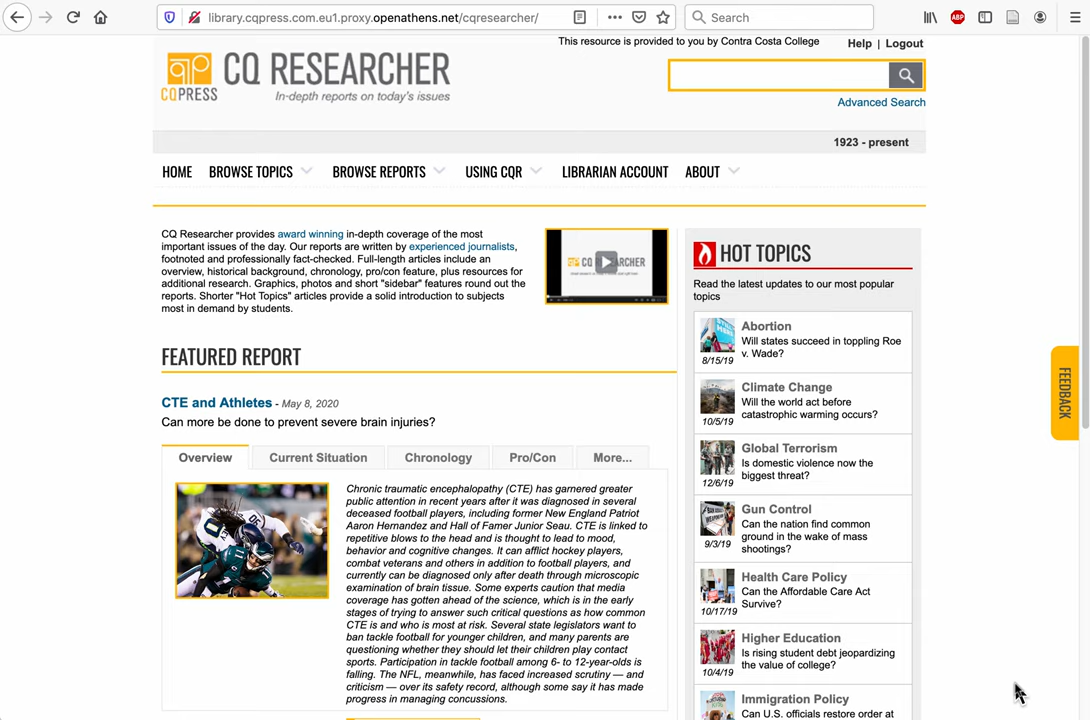 library.cqpress.com.eu1.proxy.openathens.net/cqresearcher/
Search
ABP
This resource is provided to you by Contra Costa College
Help | Logout
CQPRESS
CQ RESEARCHER
In-depth reports on today's issues
Advanced Search
1923 - present
HOME BROWSE TOPICS BROWSE REPORTS USING CQR LIBRARIAN ACCOUNT ABOUT
CQ Researcher provides award winning in-depth coverage of the most
important issues of the day. Our reports are written by experienced journalists,
footnoted and professionally fact-checked. Full-length articles include an
overview, historical background, chronology, pro/con feature, plus resources for
additional research. Graphics, photos and short "sidebar" features round out the
reports. Shorter "Hot Topics" articles provide a solid introduction to subjects
most in demand by students.
FEATURED REPORT
CTE and Athletes - May 8, 2020
Can more be done to prevent severe brain injuries?
Overview Current Situation Chronology Pro/Con More...
Chronic traumatic encephalopathy (CTE) has garnered greater
public attention in recent years after it was diagnosed in several
deceased football players, including former New England Patriot
Aaron Hernandez and Hall of Famer Junior Seau. CTE is linked to
repetitive blows to the head and is thought to lead to mood,
behavior and cognitive changes. It can afflict hockey players,
combat veterans and others in addition to football players, and
currently can be diagnosed only after death through microscopic
examination of brain tissue. Some experts caution that media
coverage has gotten ahead of the science, which is in the early
stages of trying to answer such critical questions as how common
CTE is and who is most at risk. Several state legislators want to
ban tackle football for younger children, and many parents are
questioning whether they should let their children play contact
sports. Participation in tackle football among 6- to 12-year-olds is
falling. The NFL, meanwhile, has faced increased scrutiny — and
criticism — over its safety record, although some say it has made
progress in managing concussions.
HOT TOPICS
Read the latest updates to our most popular
topics
Abortion
Will states succeed in toppling Roe
v. Wade?
8/15/19
Climate Change
Will the world act before
catastrophic warming occurs?
10/5/19
Global Terrorism
Is domestic violence now the
biggest threat?
12/6/19
Gun Control
Can the nation find common
ground in the wake of mass
shootings?
9/3/19
Health Care Policy
Can the Affordable Care Act
Survive?
10/17/19
Higher Education
Is rising student debt jeopardizing
the value of college?
10/4/19
Immigration Policy
Can U.S. officials restore order at
FEEDBACK